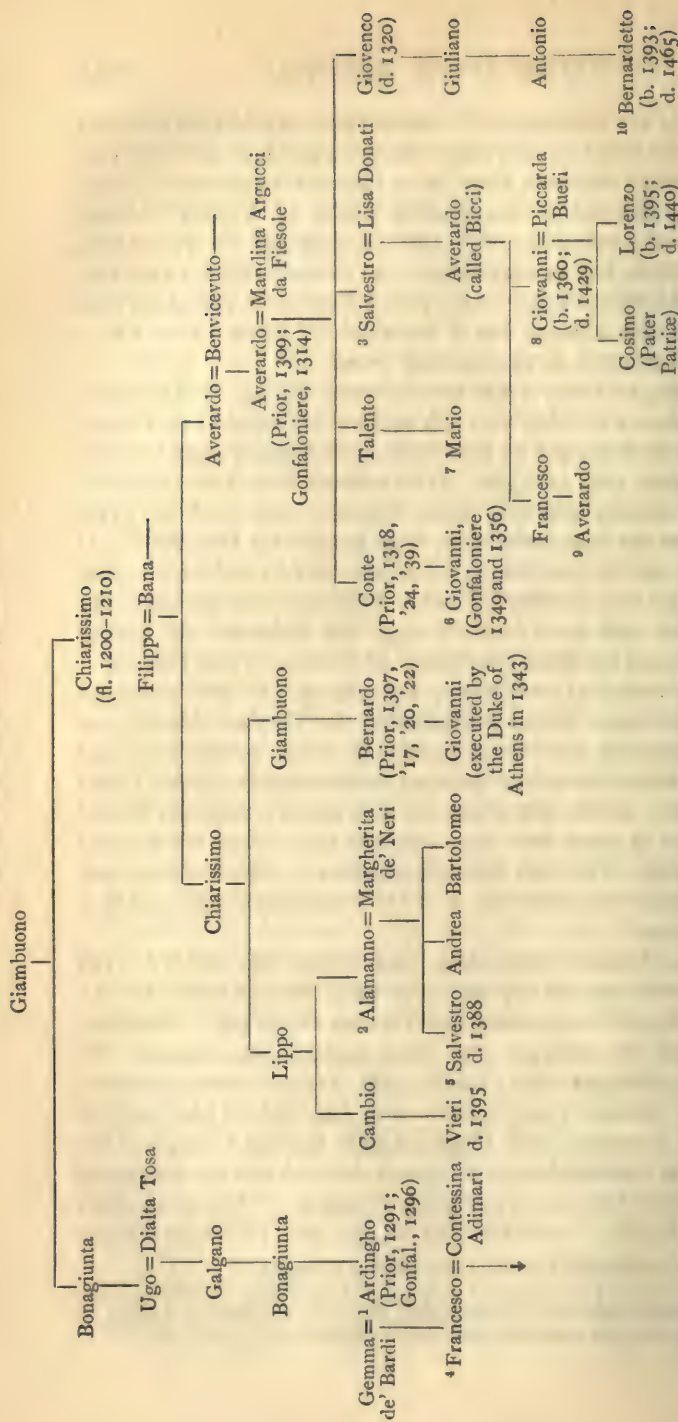 Giambuono
Bonagiunta
Chiarissimo
(fl. 1200-1210)
Ugo = Dialta Tosa
Filippo = Bana
Galgano
Chiarissimo
Averardo = Benvicevuto
Bonagiunta
Lippo
Giambuono
Averardo = Mandina Argucci
(Prior, 1309; da Fiesole
Gonfaloniere, 1314)
Gemma = ¹ Ardingho
de' Bardi (Prior, 1291;
Gonfal., 1296)
Cambio
² Alamanno = Margherita
de' Neri
Bernardo
(Prior, 1307,
'17, '20, '22)
Conte
(Prior, 1318,
'24, '39)
Talento
³ Salvestro = Lisa Donati
Giovenco
(d. 1320)
⁴ Francesco = Contessina
Adimari
Vieri
d. 1395
⁵ Salvestro
d. 1388
Andrea
Bartolomeo
Giovanni
(executed by
the Duke of
Athens in 1343)
⁶ Giovanni,
(Gonfaloniere
1349 and 1356)
⁷ Mario
Averardo
(called Bicci)
Giuliano
Francesco
⁸ Giovanni = Piccarda
(b. 1360; Bueri
d. 1429)
Antonio
⁹ Averardo
Cosimo
(Pater
Patriæ)
Lorenzo
(b. 1395;
d. 1440)
¹⁰ Bernardetto
(b. 1393;
d. 1465)